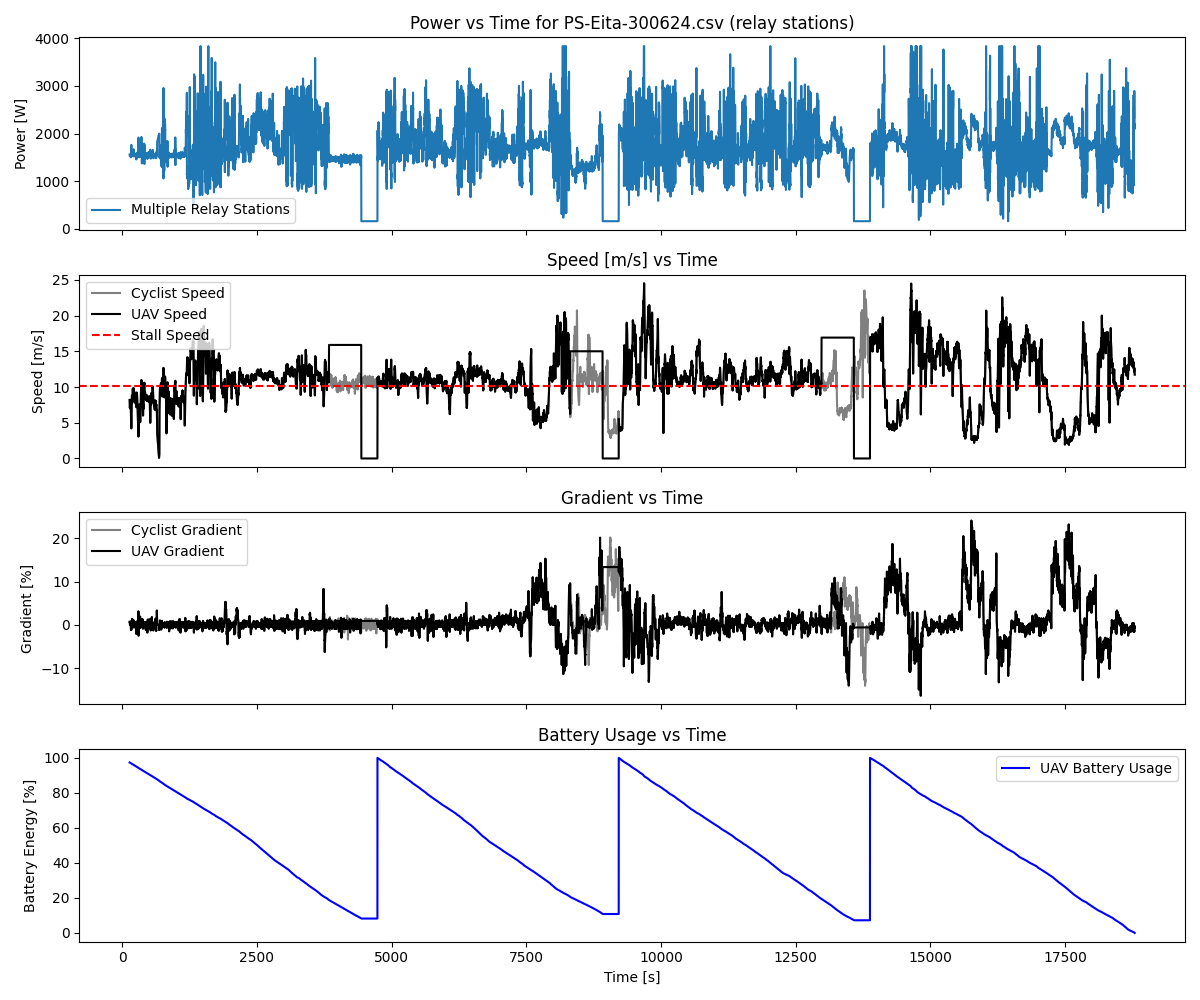 Power vs Time for PS-Eita-300624.csv (relay stations)
4000
3000
2000
1000
0
Power [W]
Multiple Relay Stations
Speed [m/s] vs Time
25
20
15
10
5
0
Speed [m/s]
Cyclist Speed
UAV Speed
Stall Speed
Gradient vs Time
20
10
0
−10
Gradient [%]
Cyclist Gradient
UAV Gradient
Battery Usage vs Time
100
80
60
40
20
0
Battery Energy [%]
UAV Battery Usage
0 2500 5000 7500 10000 12500 15000 17500
Time [s]